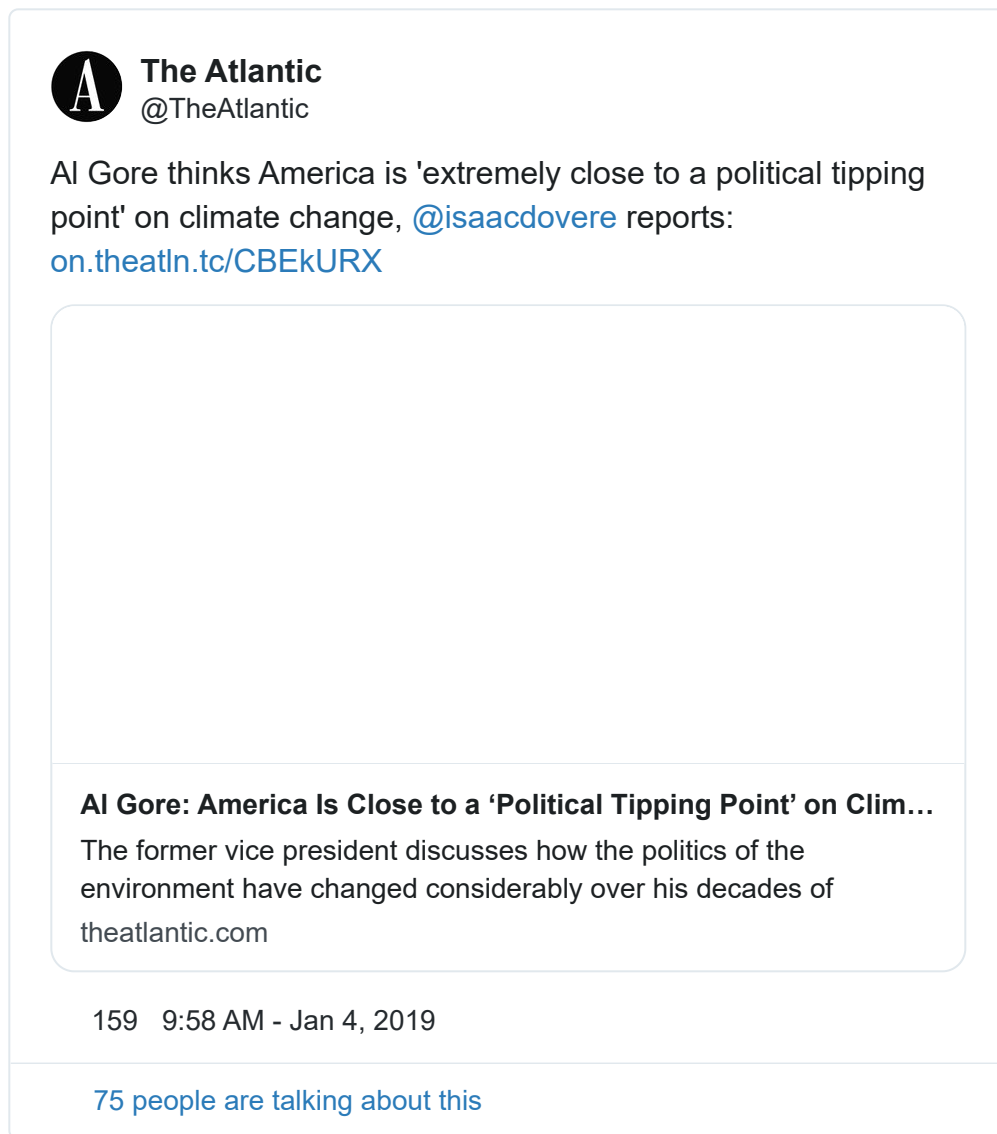 The Atlantic
@TheAtlantic
Al Gore thinks America is 'extremely close to a political tipping
point' on climate change, @isaacdovere reports:
on.theatln.tc/CBEkURX
Al Gore: America Is Close to a ‘Political Tipping Point’ on Clim…
The former vice president discusses how the politics of the
environment have changed considerably over his decades of
theatlantic.com
159 9:58 AM - Jan 4, 2019
75 people are talking about this